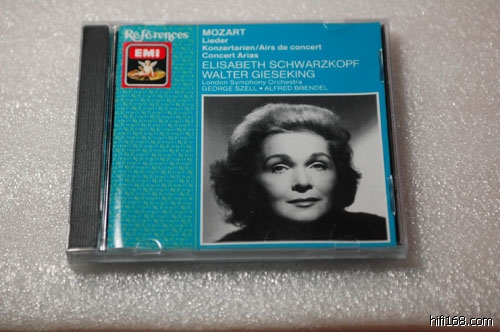 Références
EMI
MOZART
Lieder
Konzertarien/Airs de concert
Concert Arias
ELISABETH SCHWARZKOPF
WALTER GIESEKING
London Symphony Orchestra
GEORGE SZELL • ALFRED BRENDEL
hifi168.com